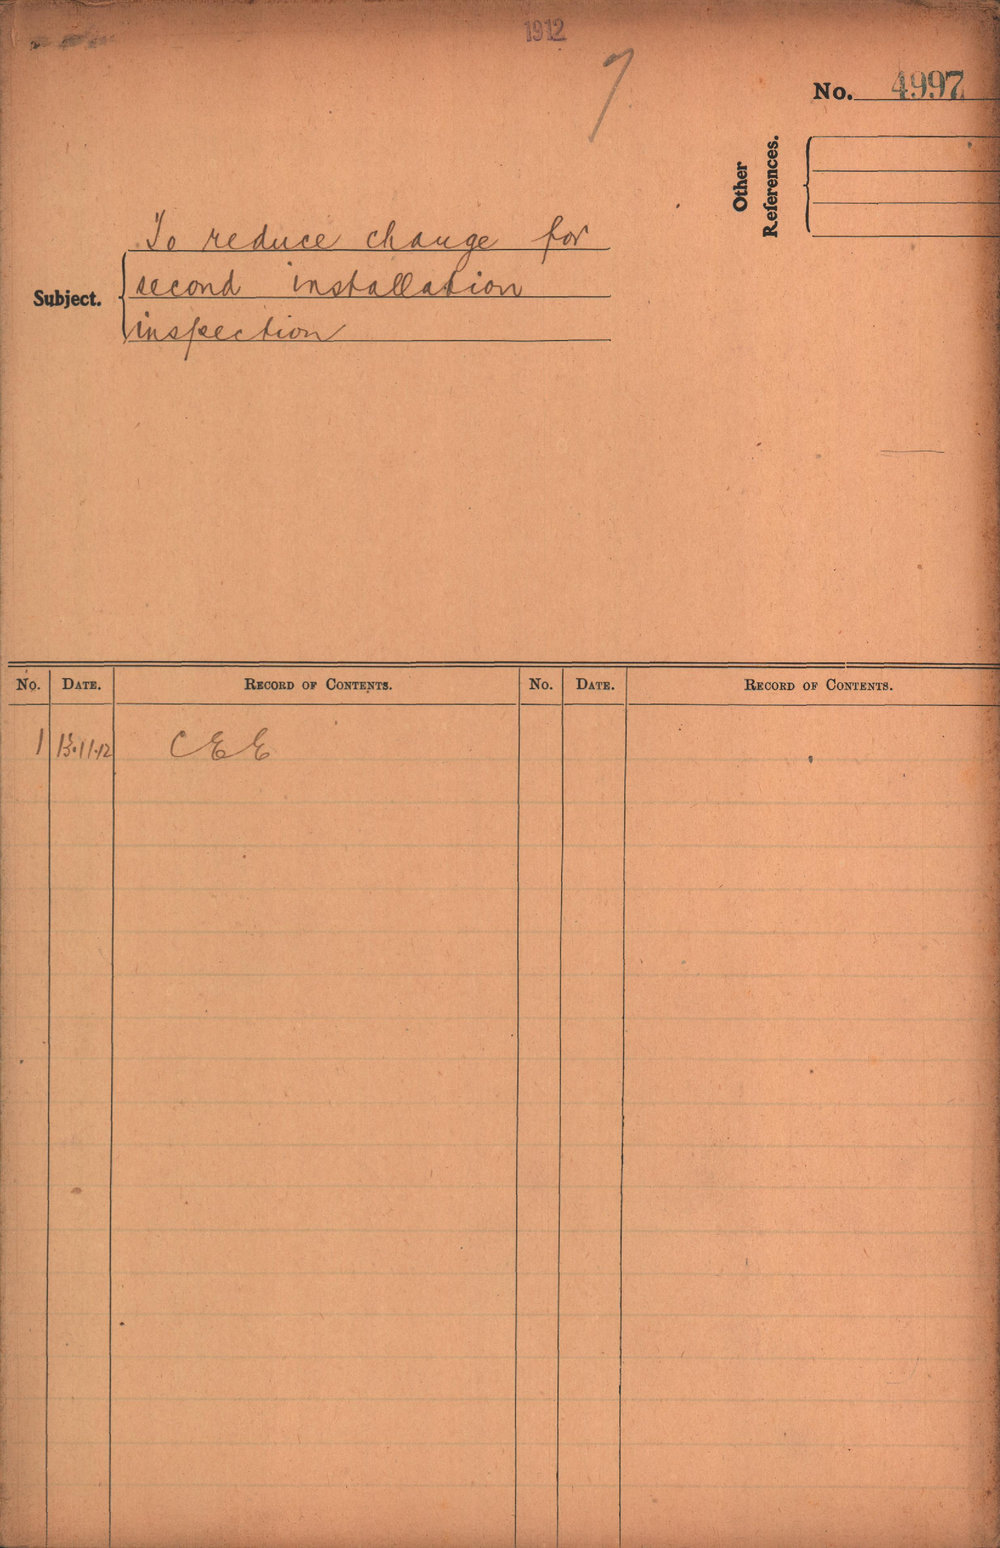 1912
7
No. 4997
Other
References.
Subject.
To reduce charge for
second installation
inspection
No. DATE. RECORD OF CONTENTS. No. DATE. RECORD OF CONTENTS.
1 13.11.12 CEE